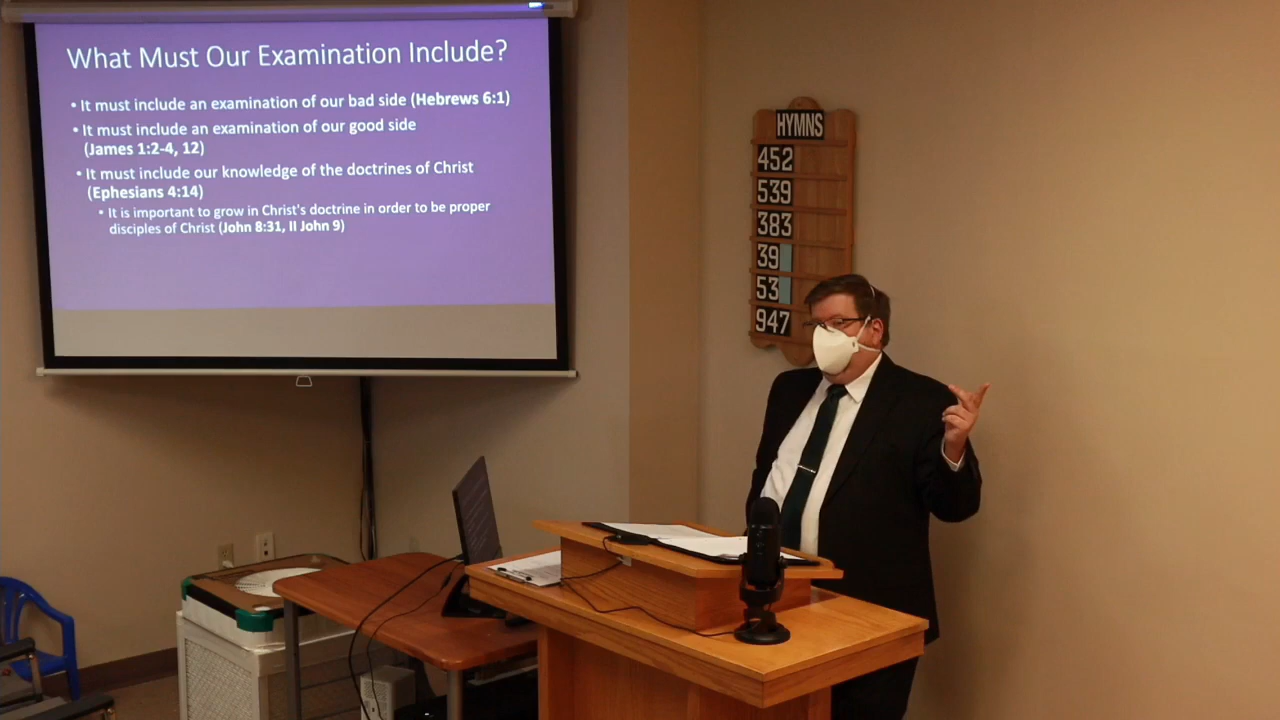 What Must Our Examination Include?
• It must include an examination of our bad side (Hebrews 6:1)
• It must include an examination of our good side
(James 1:2-4, 12)
• It must include our knowledge of the doctrines of Christ
(Ephesians 4:14)
• It is important to grow in Christ's doctrine in order to be proper
disciples of Christ (John 8:31, II John 9)
HYMNS
452
539
383
39
53
947